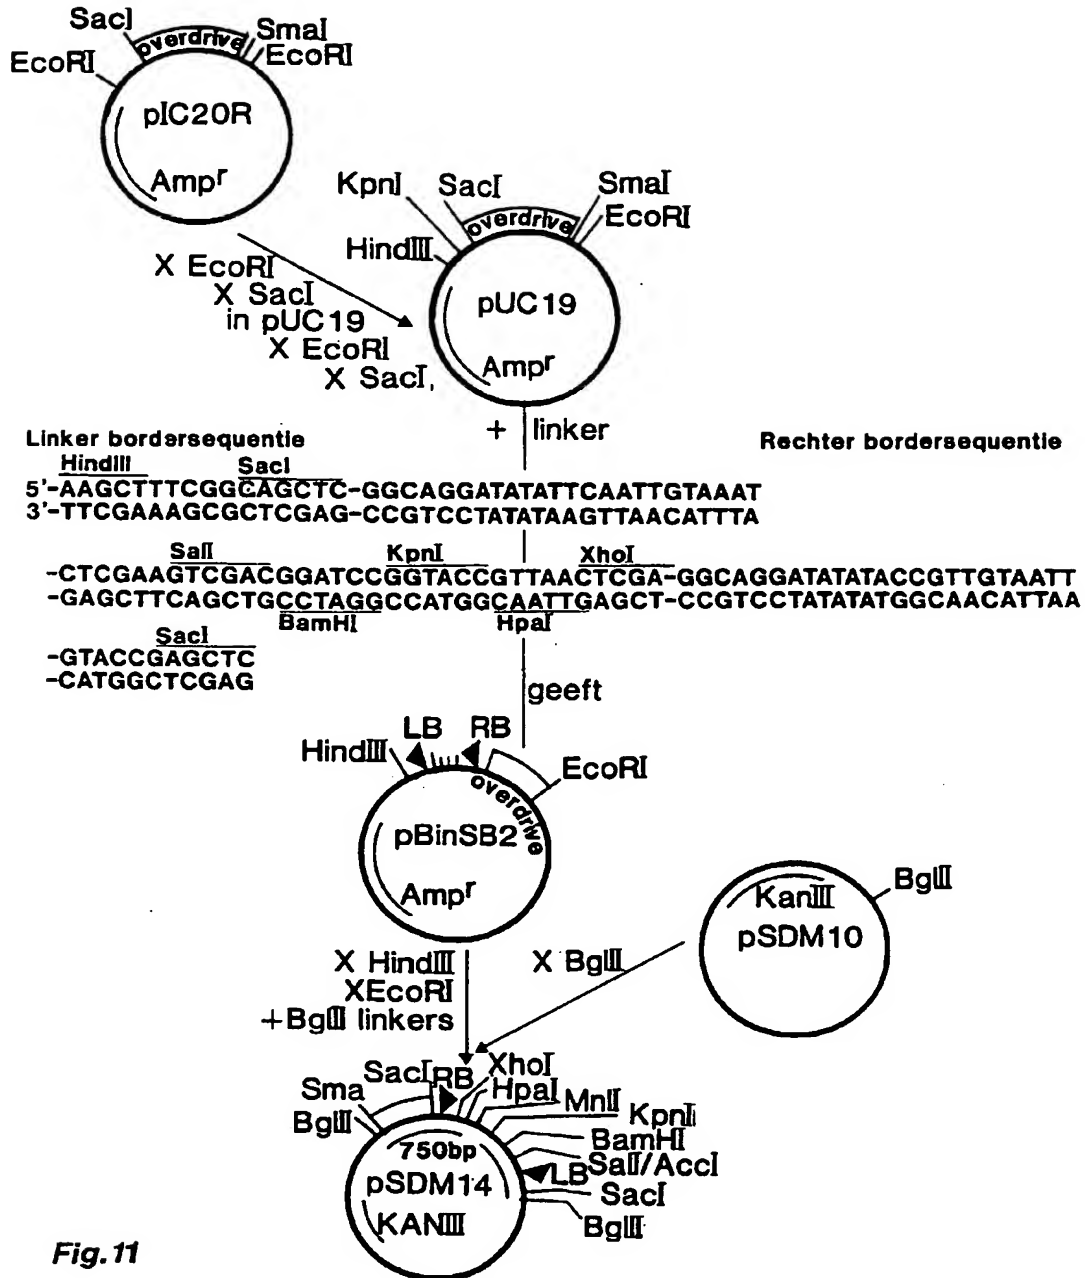 SacI
overdrive
SmaI
EcoRI
EcoRI
pIC20R
Ampr
X EcoRI
X SacI
in pUC19
X EcoRI
X SacI,
KpnI
SacI
SmaI
overdrive
EcoRI
HindIII
pUC19
Ampr
+ linker
Linker bordersequentie
Rechter bordersequentie
HindIII SacI
5'-AAGCTTTCGGCAGCTC-GGCAGGATATATTCAATTGTAAAT
3'-TTCGAAAGCGCTCGAG-CCGTCCTATATAAGTTAACATTTA
SalI KpnI XhoI
-CTCGAAGTCGACGGATCCGGTACCGTTAACTCGA-GGCAGGATATATACCGTTGTAATT
-GAGCTTCAGCTGCCTAGGCCATGGCAATTGAGCT-CCGTCCTATATATGGCAACATTAA
BamHI HpaI
SacI
-GTACCGAGCTC
-CATGGCTCGAG
geeft
LB RB
HindIII
EcoRI
overdrive
pBinSB2
Ampr
KanIII
pSDM10
BglII
X HindIII
XEcoRI
+BglII linkers
X BglII
SacI RB XhoI
Sma
HpaI
MnlI
BglII
KpnI
BamHI
SalI/AccI
LB
SacI
BglII
750bp
pSDM14
KANIII
Fig. 11